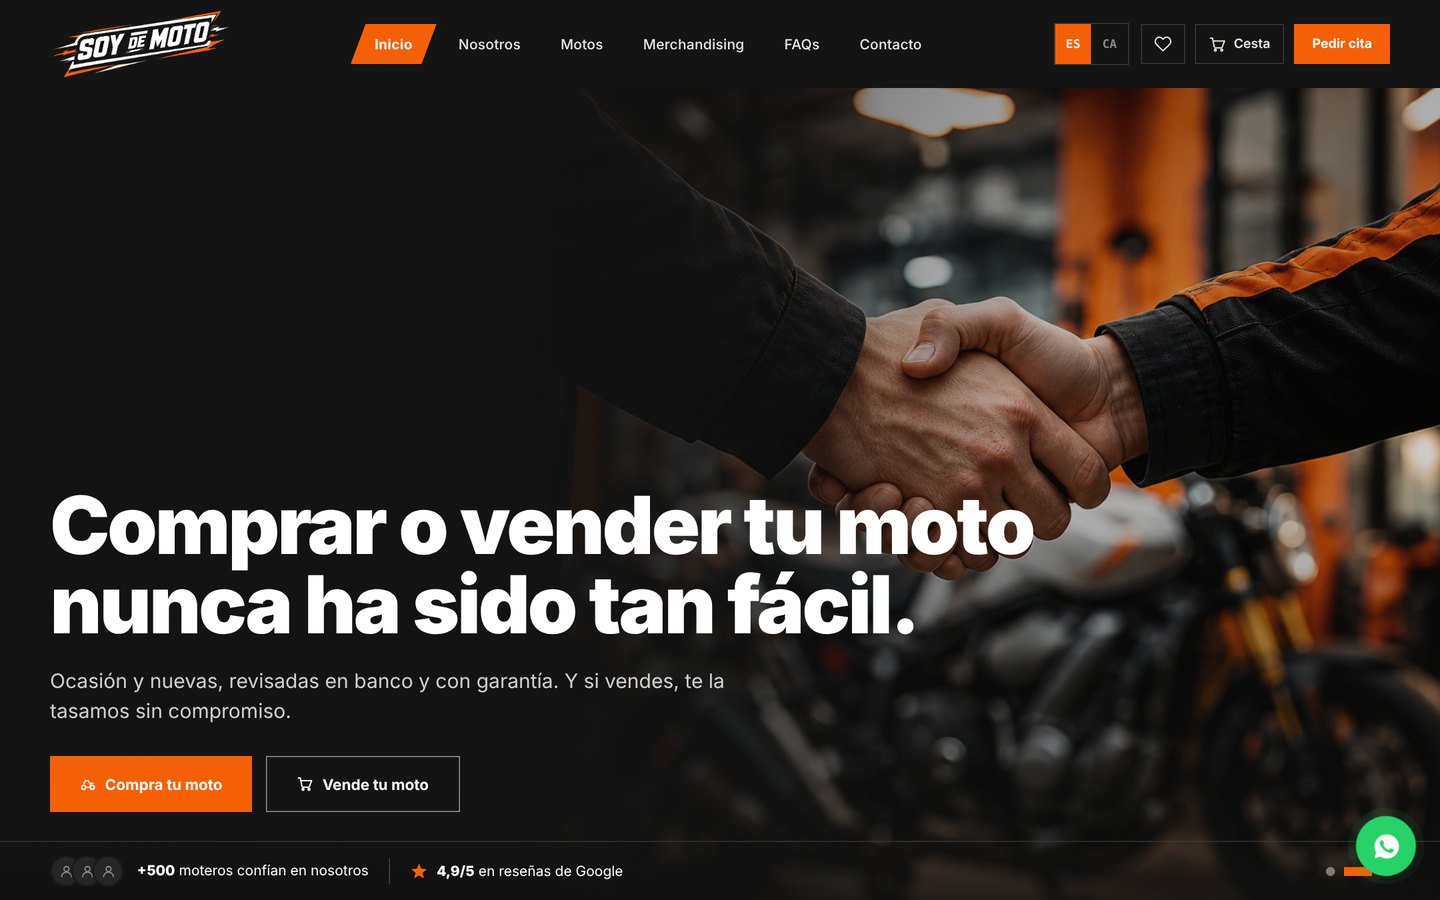 SOY DE MOTO
Inicio
Nosotros
Motos
Merchandising
FAQs
Contacto
ES
CA
Cesta
Pedir cita
Comprar o vender tu moto
nunca ha sido tan fácil.
Ocasión y nuevas, revisadas en banco y con garantía. Y si vendes, te la
tasamos sin compromiso.
Compra tu moto
Vende tu moto
+500 moteros confían en nosotros
4,9/5 en reseñas de Google